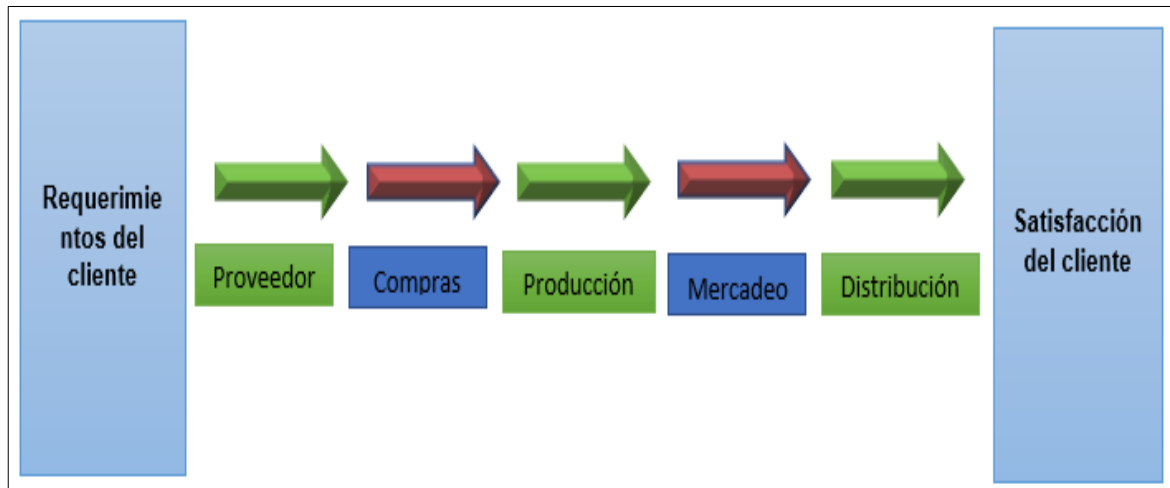 Requerimie
ntos del
cliente
Proveedor
Compras
Producción
Mercadeo
Distribución
Satisfacción
del cliente